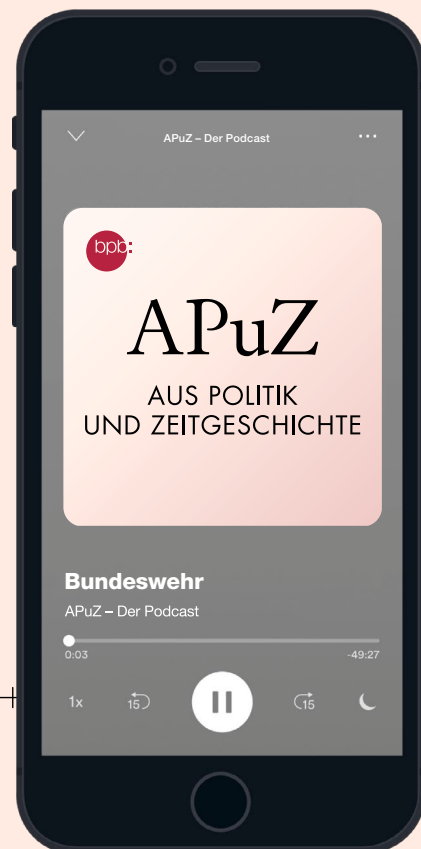 APuZ – Der Podcast
bpb:
APuZ
AUS POLITIK
UND ZEITGESCHICHTE
Bundeswehr
APuZ – Der Podcast
0:03 -49:27
1x 15 15